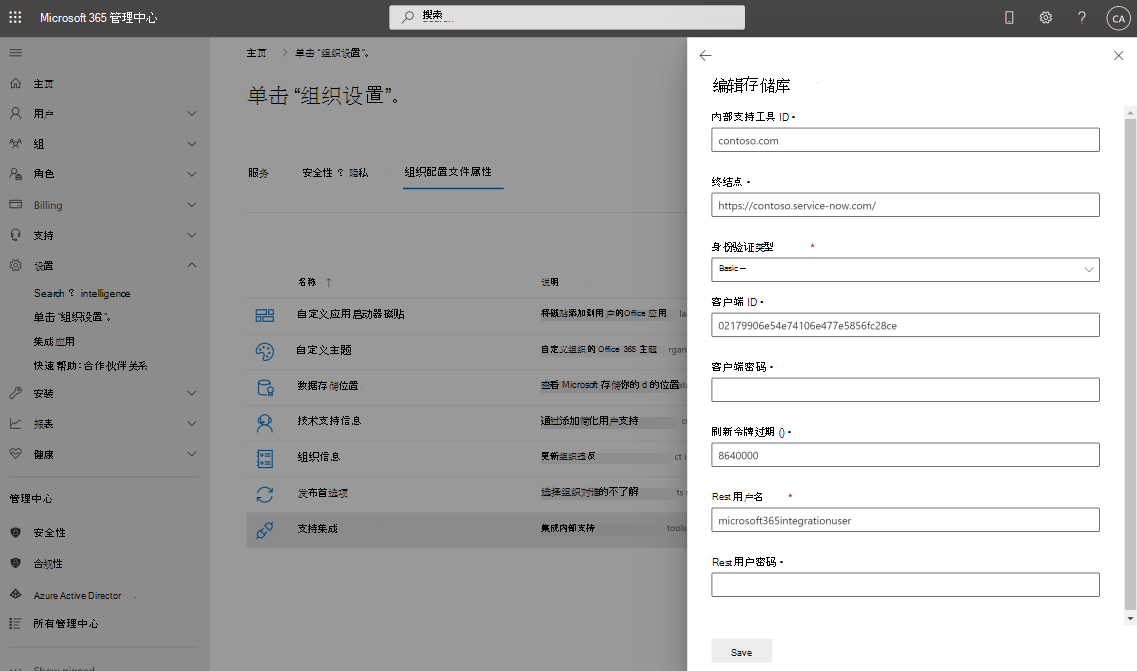 Microsoft 365 管理中心
搜索
CA
主页
用户
组
角色
Billing
支持
设置
Search ? intelligence
单击 “组织设置”。
集成应用
快速帮助：合作伙伴关系
安装
报表
健康
管理中心
安全性
合规性
Azure Active Director
所有管理中心
Show pinned
主页 > 单击 “组织设置”。
单击 “组织设置”。
服务 安全性 ? 隐私 组织配置文件属性
名称 ↑ 说明
自定义应用启动器磁贴 将磁贴添加到用户的Office 应用
自定义主题 自定义组织的 Office 365 主题 rgan
数据存储位置 查看 Microsoft 存储你的 d 的位置
技术支持信息 通过添加简化用户支持
组织信息 更新组织违反 ct i
发布首选项 选择组织对谁的不了解 ts
支持集成 集成内部支持 tools
编辑存储库
内部支持工具 ID •
contoso.com
终结点 •
https://contoso.service-now.com/
身份验证类型 *
Basic –
客户端 ID •
02179906e54e74106e477e5856fc28ce
客户端密码 •
刷新令牌过期 () •
8640000
Rest 用户名 *
microsoft365integrationuser
Rest 用户密码 •
Save